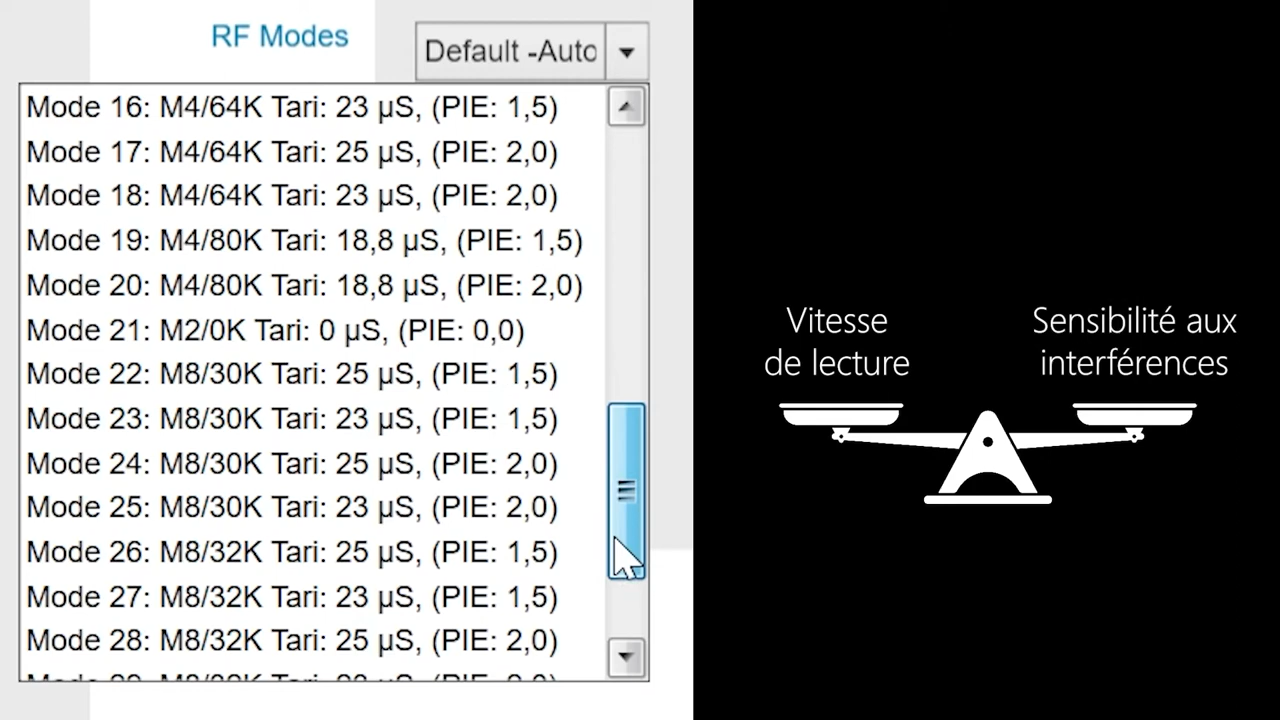 RF Modes
Default -Auto
Mode 16: M4/64K Tari: 23 µS, (PIE: 1,5)
Mode 17: M4/64K Tari: 25 µS, (PIE: 2,0)
Mode 18: M4/64K Tari: 23 µS, (PIE: 2,0)
Mode 19: M4/80K Tari: 18,8 µS, (PIE: 1,5)
Mode 20: M4/80K Tari: 18,8 µS, (PIE: 2,0)
Mode 21: M2/0K Tari: 0 µS, (PIE: 0,0)
Mode 22: M8/30K Tari: 25 µS, (PIE: 1,5)
Mode 23: M8/30K Tari: 23 µS, (PIE: 1,5)
Mode 24: M8/30K Tari: 25 µS, (PIE: 2,0)
Mode 25: M8/30K Tari: 23 µS, (PIE: 2,0)
Mode 26: M8/32K Tari: 25 µS, (PIE: 1,5)
Mode 27: M8/32K Tari: 23 µS, (PIE: 1,5)
Mode 28: M8/32K Tari: 25 µS, (PIE: 2,0)
Vitesse
de lecture
Sensibilité aux
interférences